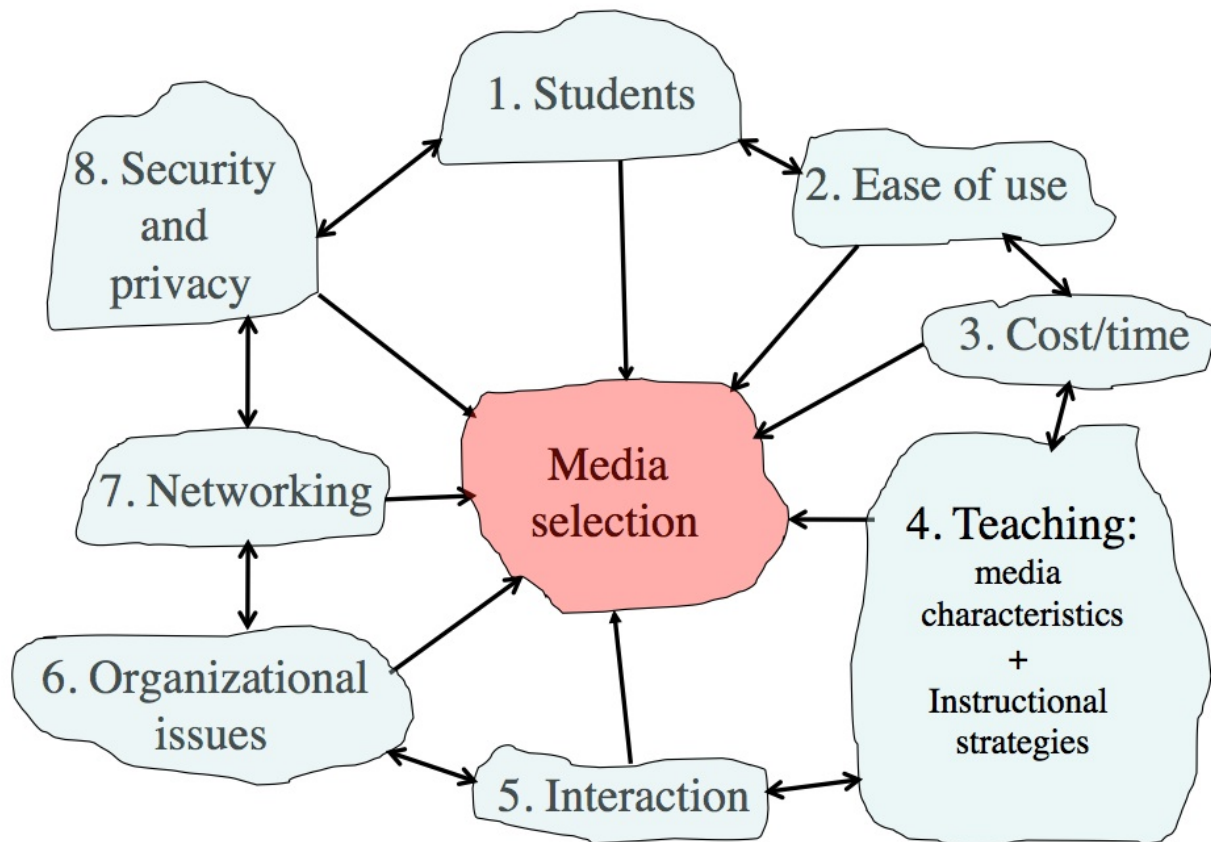 1. Students
2. Ease of use
3. Cost/time
4. Teaching:
media
characteristics
+
Instructional
strategies
5. Interaction
6. Organizational
issues
7. Networking
8. Security
and
privacy
Media
selection